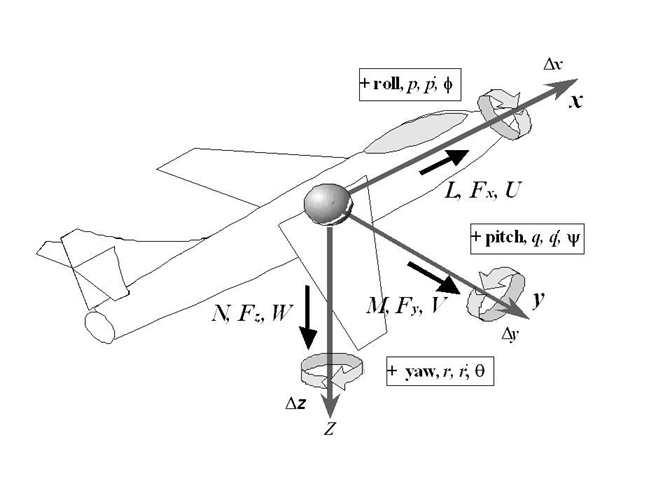 Δx
+ roll, p, ṗ, ϕ
x
L, Fx, U
+ pitch, q, q̇, ψ
N, Fz, W
M, Fy, V
y
Δy
+ yaw, r, ṙ, θ
Δz
Z